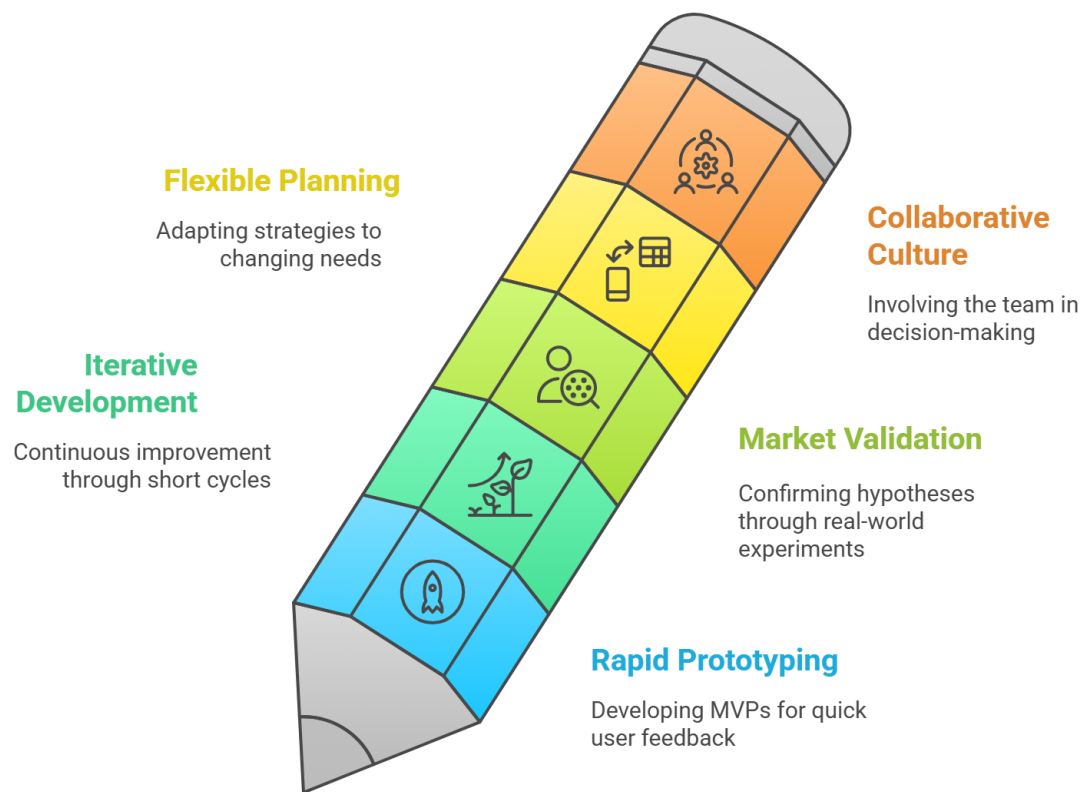 Flexible Planning
Adapting strategies to
changing needs
Collaborative
Culture
Involving the team in
decision-making
Iterative
Development
Continuous improvement
through short cycles
Market Validation
Confirming hypotheses
through real-world
experiments
Rapid Prototyping
Developing MVPs for quick
user feedback